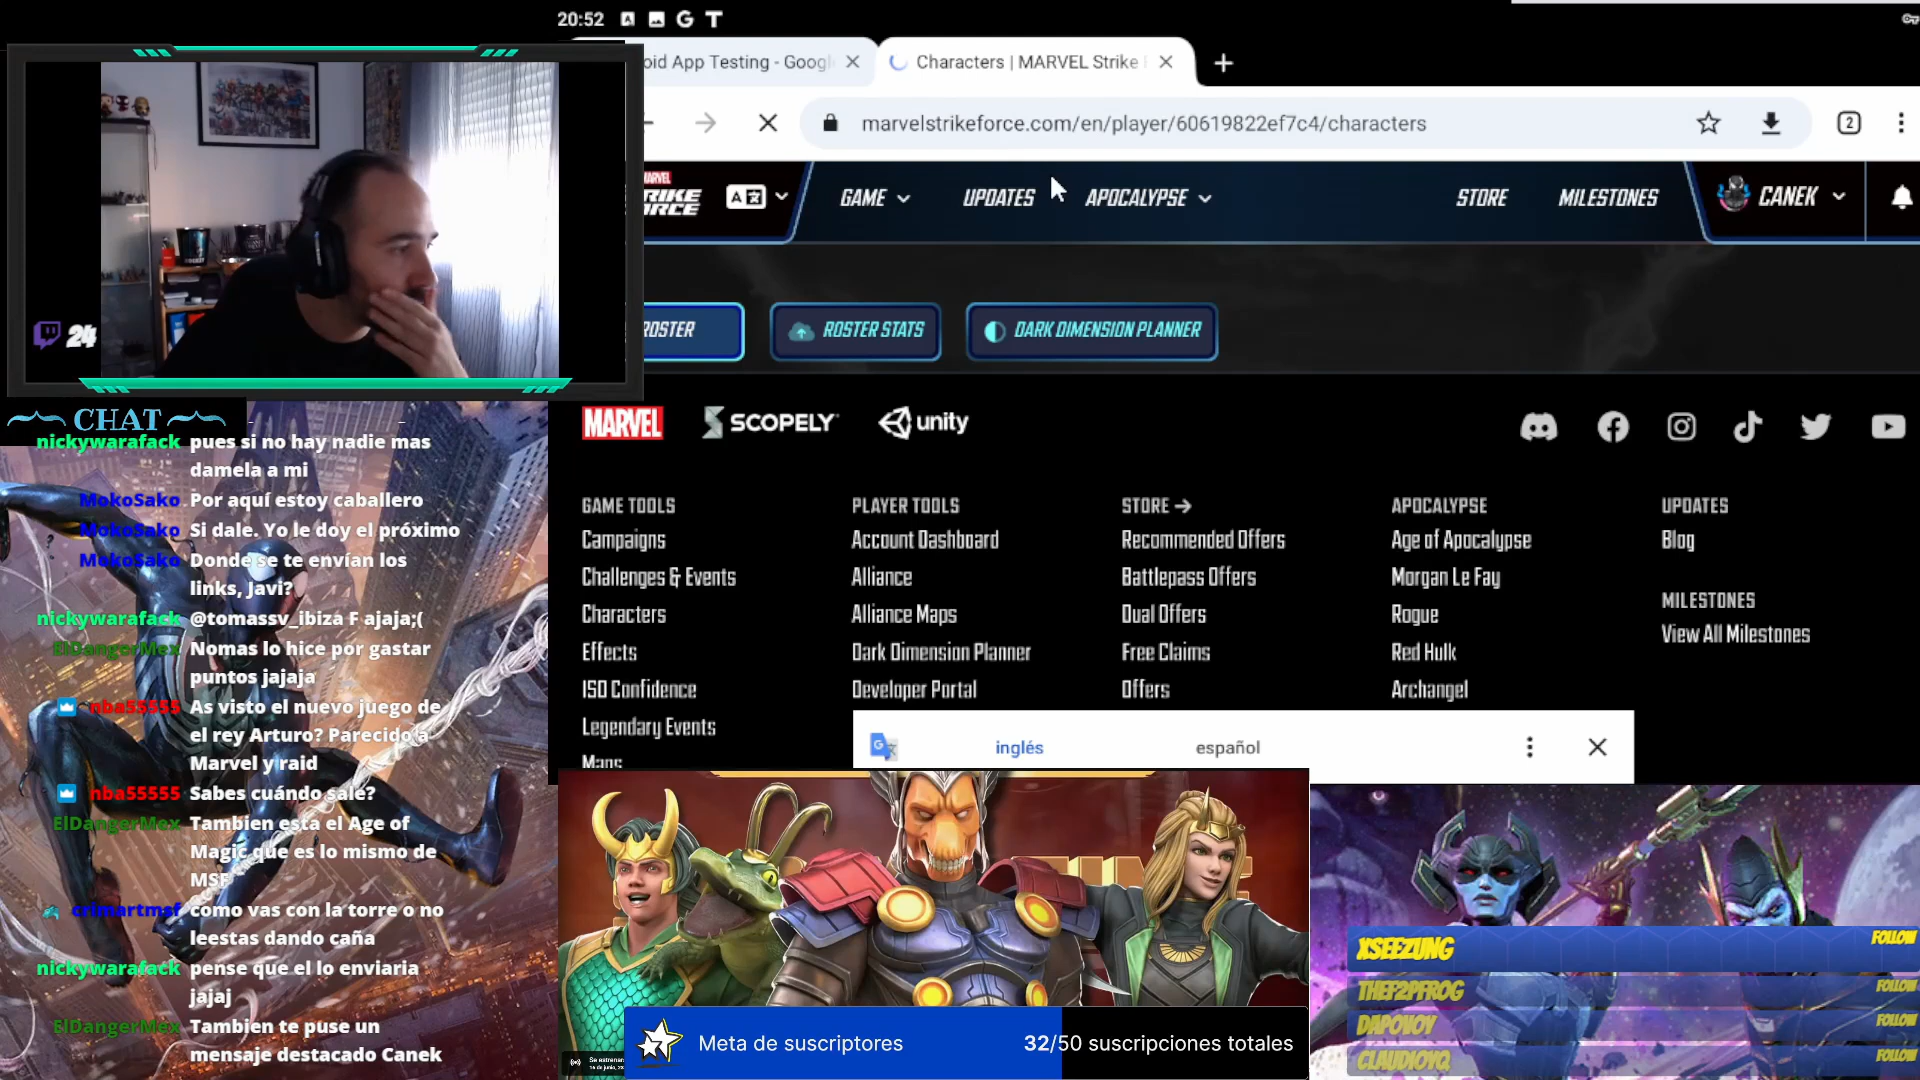 20:52
oid App Testing - Googl
Characters | MARVEL Strike
marvelstrikeforce.com/en/player/60619822ef7c4/characters
2
MARVEL
GAME
UPDATES
APOCALYPSE
STORE
MILESTONES
CANEK
ROSTER
ROSTER STATS
DARK DIMENSION PLANNER
24
MARVEL
SCOPELY
unity
GAME TOOLS
Campaigns
Challenges & Events
Characters
Effects
ISO Confidence
Legendary Events
Maps
PLAYER TOOLS
Account Dashboard
Alliance
Alliance Maps
Dark Dimension Planner
Developer Portal
STORE →
Recommended Offers
Battlepass Offers
Dual Offers
Free Claims
Offers
APOCALYPSE
Age of Apocalypse
Morgan Le Fay
Rogue
Red Hulk
Archangel
UPDATES
Blog
MILESTONES
View All Milestones
inglés
español
CHAT
nickywarafack pues si no hay nadie mas
damela a mi
MokoSako Por aquí estoy caballero
MokoSako Si dale. Yo le doy el próximo
MokoSako Donde se te envían los
links, Javi?
nickywarafack @tomassv_ibiza F ajaja;(
ElDangerMex Nomas lo hice por gastar
puntos jajaja
nba55555 As visto el nuevo juego de
el rey Arturo? Parecido a
Marvel y raid
nba55555 Sabes cuándo sale?
ElDangerMex Tambien esta el Age of
Magic que es lo mismo de
MSF
crimartmsf como vas con la torre o no
leestas dando caña
nickywarafack pense que el lo enviaria
jajaj
ElDangerMex Tambien te puse un
mensaje destacado Canek
Meta de suscriptores
32/50 suscripciones totales
XSEEZUNG FOLLOW
THEF2PFROG FOLLOW
DAPOVOY FOLLOW
CLAUDIOYQ FOLLOW